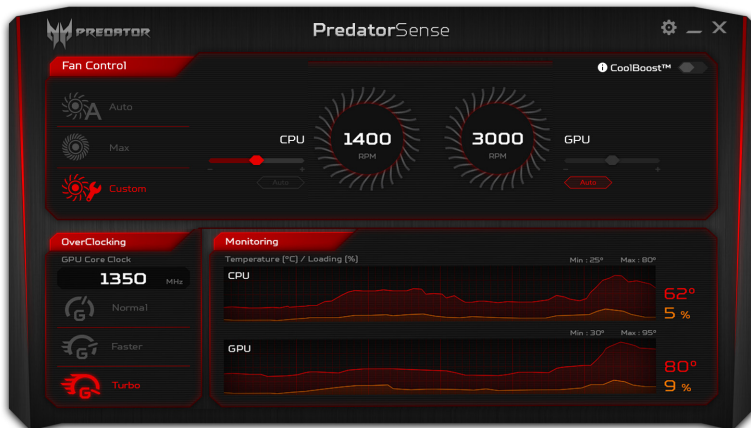 PREDATOR
PredatorSense
Fan Control
CoolBoost™
Auto
Max
Custom
CPU
1400
RPM
- +
Auto
3000
RPM
GPU
- +
Auto
OverClocking
GPU Core Clock
1350 MHz
Normal
Faster
Turbo
Monitoring
Temperature (°C) / Loading (%)
Min : 25° Max : 80°
CPU
62°
5 %
Min : 30° Max : 95°
GPU
80°
9 %